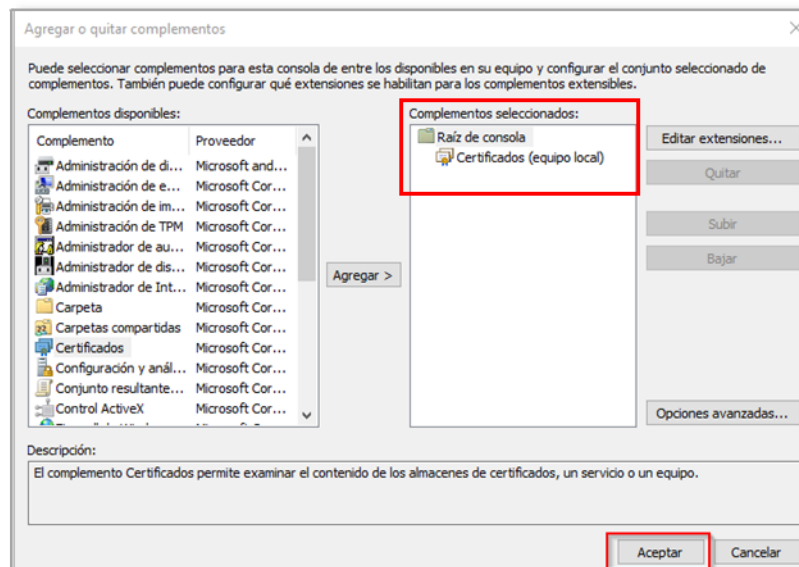 Agregar o quitar complementos
Puede seleccionar complementos para esta consola de entre los disponibles en su equipo y configurar el conjunto seleccionado de
complementos. También puede configurar qué extensiones se habilitan para los complementos extensibles.
Complementos disponibles:
Complemento Proveedor
Administración de di... Microsoft and...
Administración de e... Microsoft Cor...
Administración de im... Microsoft Cor...
Administración de TPM Microsoft Cor...
Administrador de au... Microsoft Cor...
Administrador de dis... Microsoft Cor...
Administrador de Int... Microsoft Cor...
Carpeta Microsoft Cor...
Carpetas compartidas Microsoft Cor...
Certificados Microsoft Cor...
Configuración y anál... Microsoft Cor...
Conjunto resultante... Microsoft Cor...
Control ActiveX Microsoft Cor...
Agregar >
Complementos seleccionados:
Raíz de consola
Certificados (equipo local)
Editar extensiones...
Quitar
Subir
Bajar
Opciones avanzadas...
Descripción:
El complemento Certificados permite examinar el contenido de los almacenes de certificados, un servicio o un equipo.
Aceptar Cancelar